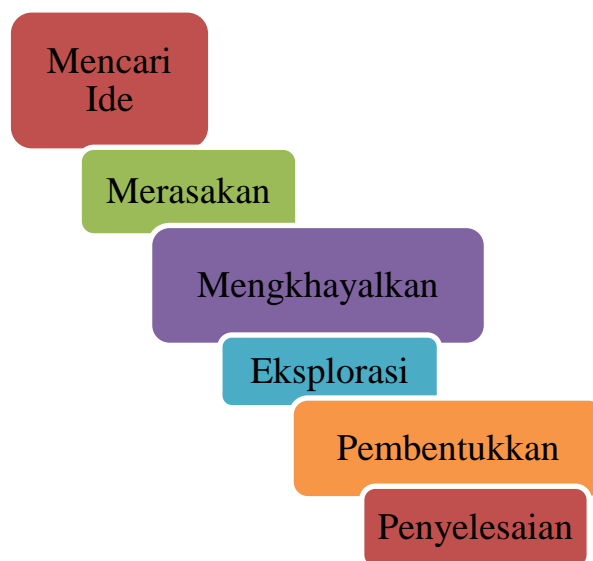 Mencari
Ide
Merasakan
Mengkhayalkan
Eksplorasi
Pembentukkan
Penyelesaian